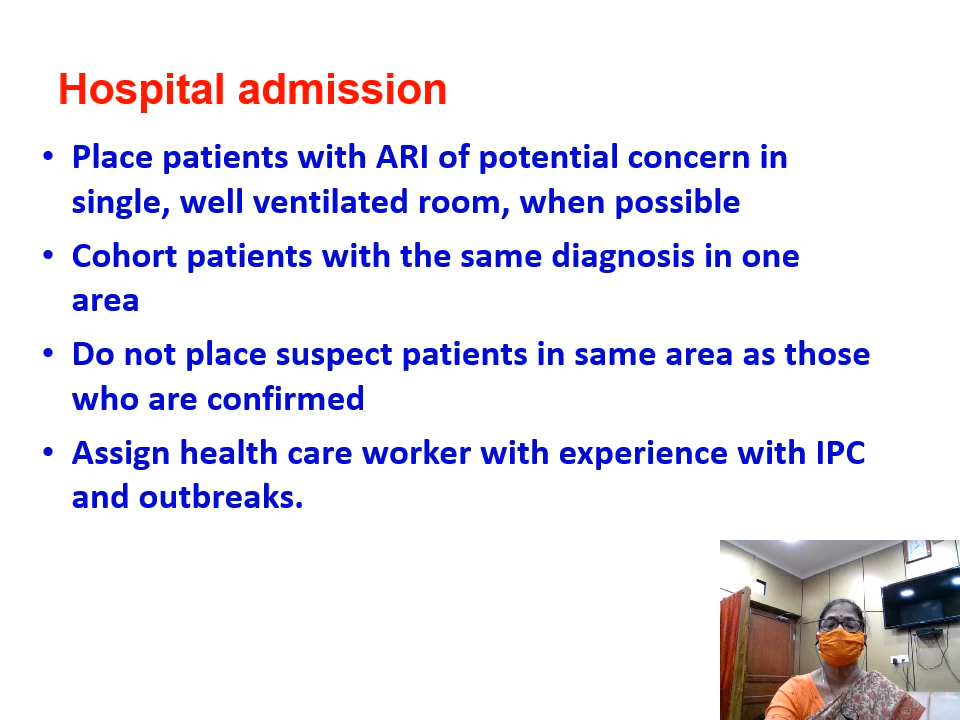 Hospital admission
• Place patients with ARI of potential concern in
single, well ventilated room, when possible
• Cohort patients with the same diagnosis in one
area
• Do not place suspect patients in same area as those
who are confirmed
• Assign health care worker with experience with IPC
and outbreaks.